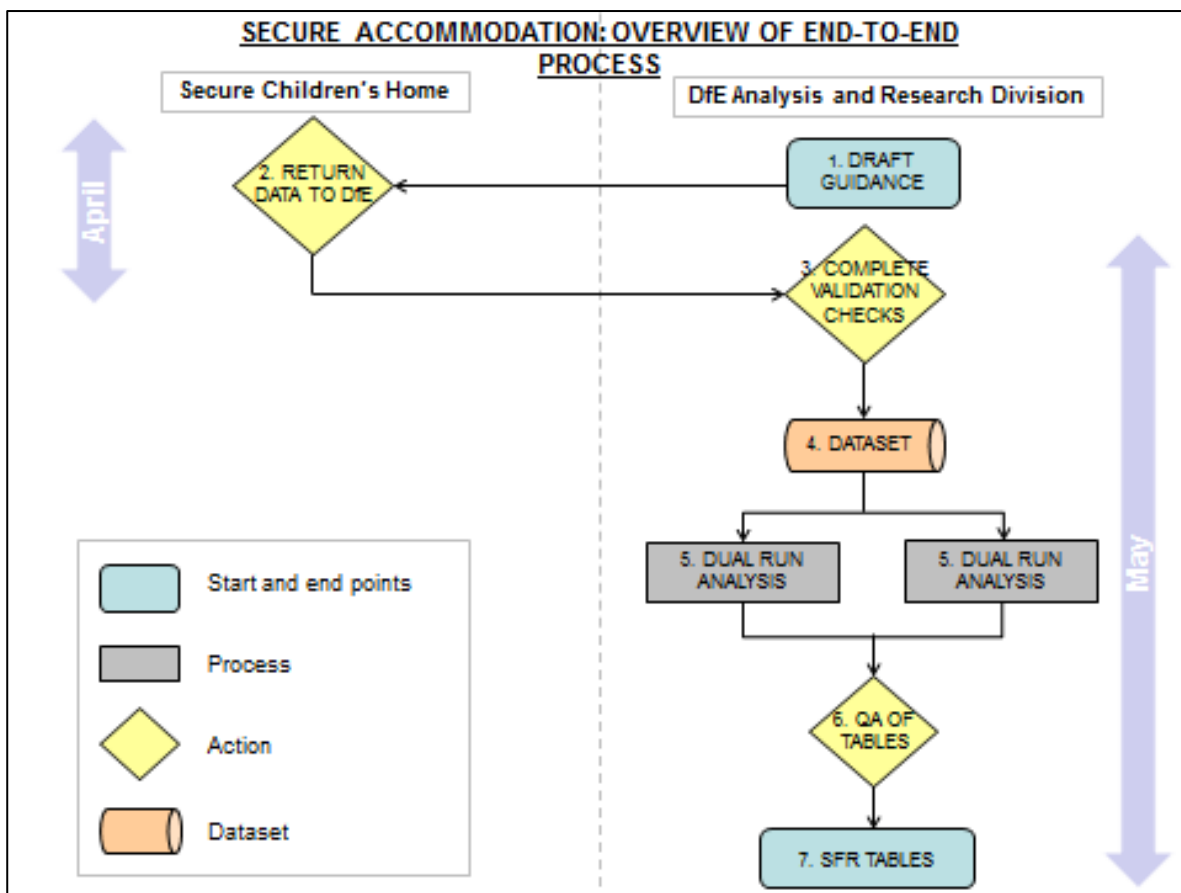 SECURE ACCOMMODATION: OVERVIEW OF END-TO-END
PROCESS
Secure Children's Home
DfE Analysis and Research Division
April
2. RETURN
DATA TO DfE
1. DRAFT
GUIDANCE
3. COMPLETE
VALIDATION
CHECKS
4. DATASET
5. DUAL RUN
ANALYSIS
5. DUAL RUN
ANALYSIS
May
6. QA OF
TABLES
7. SFR TABLES
Start and end points
Process
Action
Dataset